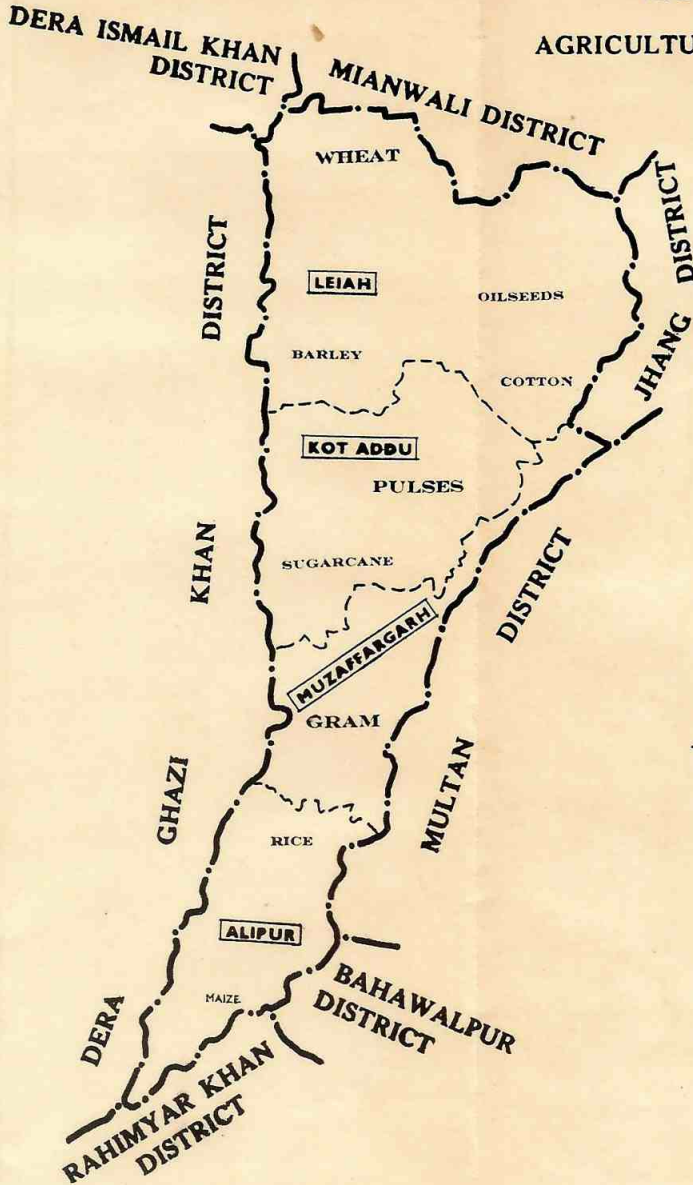 AGRICULTU
DERA ISMAIL KHAN
DISTRICT
MIANWALI DISTRICT
WHEAT
JHANG DISTRICT
LEIAH
OILSEEDS
BARLEY
COTTON
KOT ADDU
PULSES
SUGARCANE
MUZAFFARGARH
GRAM
MULTAN DISTRICT
RICE
ALIPUR
MAIZE
DERA GHAZI KHAN DISTRICT
BAHAWALPUR
DISTRICT
RAHIMYAR KHAN
DISTRICT